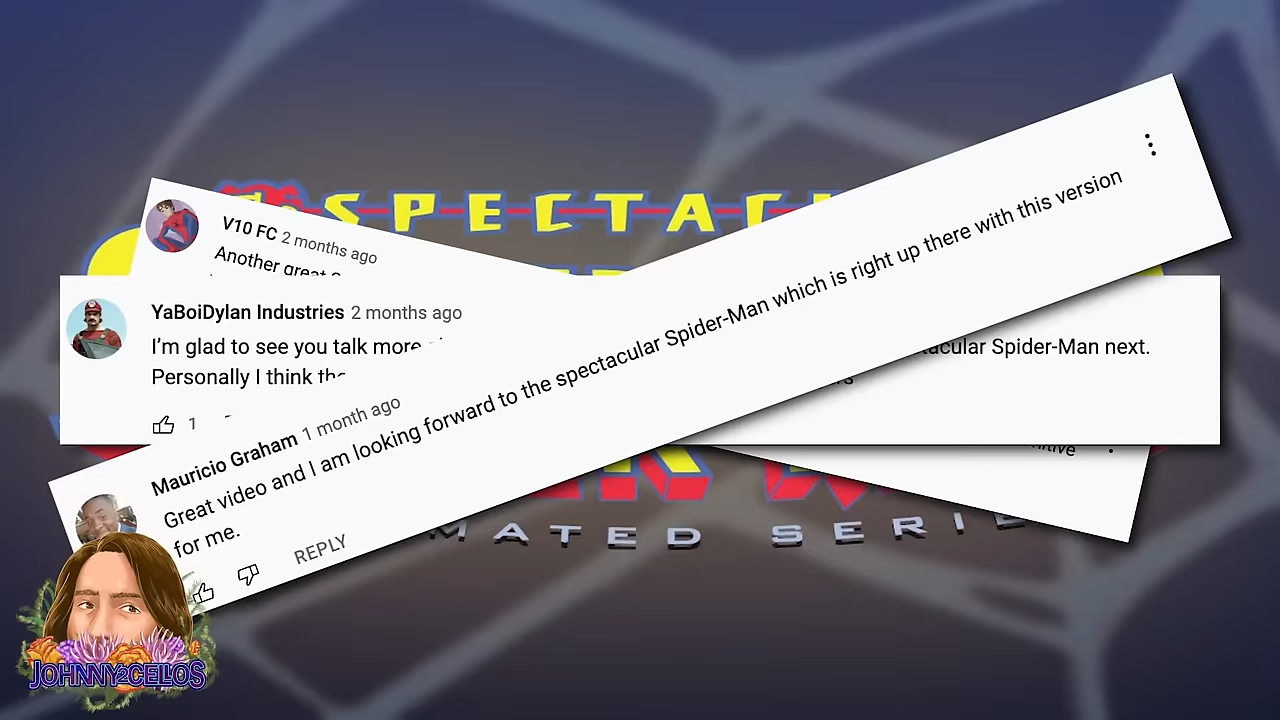 SPECTAC
V10 FC 2 months ago
Another great
YaBoiDylan Industries 2 months ago
I'm glad to see you talk more
Spider-Man next.
Personally I think
1
Mauricio Graham 1 month ago
Great video and I am looking forward to the spectacular Spider-Man which is right up there with this version
for me.
REPLY
MATED SERIE
JOHNNY2CELLOS